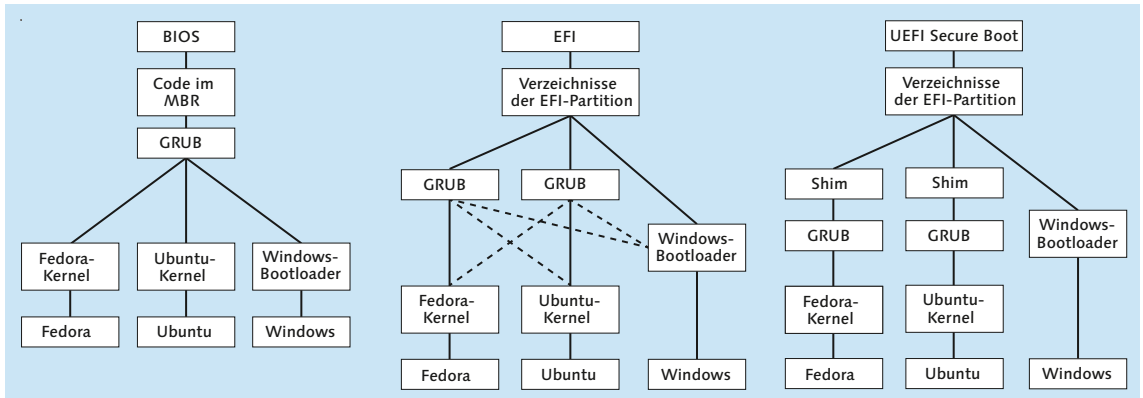 BIOS
Code im
MBR
GRUB
Fedora-
Kernel
Ubuntu-
Kernel
Windows-
Bootloader
Fedora
Ubuntu
Windows
EFI
Verzeichnisse
der EFI-Partition
GRUB
GRUB
Windows-
Bootloader
Fedora-
Kernel
Ubuntu-
Kernel
Fedora
Ubuntu
Windows
UEFI Secure Boot
Verzeichnisse
der EFI-Partition
Shim
Shim
GRUB
GRUB
Windows-
Bootloader
Fedora-
Kernel
Ubuntu-
Kernel
Fedora
Ubuntu
Windows